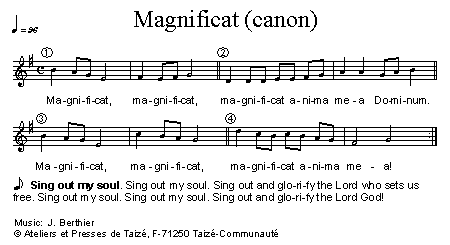 Magnificat (canon)
♩ = 96
① ②
Ma-gni-fi-cat, ma-gni-fi-cat, ma-gni-fi-cat a-ni-ma me-a Do-mi-num.
③ ④
Ma-gni-fi-cat, ma-gni-fi-cat, ma-gni-fi-cat a-ni-ma me - a!
Sing out my soul. Sing out my soul. Sing out and glo-ri-fy the Lord who sets us
free. Sing out my soul. Sing out my soul. Sing out and glo-ri-fy the Lord God!
Music: J. Berthier
© Ateliers et Presses de Taizé, F-71250 Taizé-Communauté